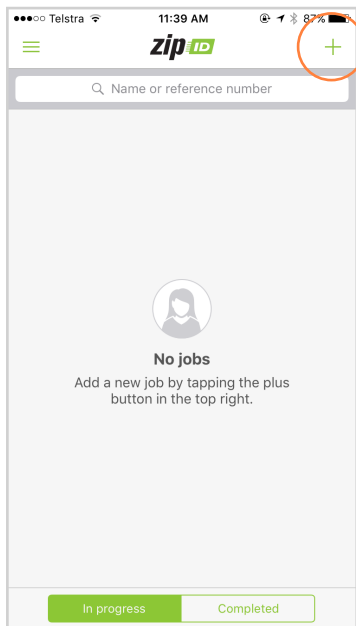 Telstra 11:39 AM 87%
zip ID
Name or reference number
No jobs
Add a new job by tapping the plus
button in the top right.
In progress Completed